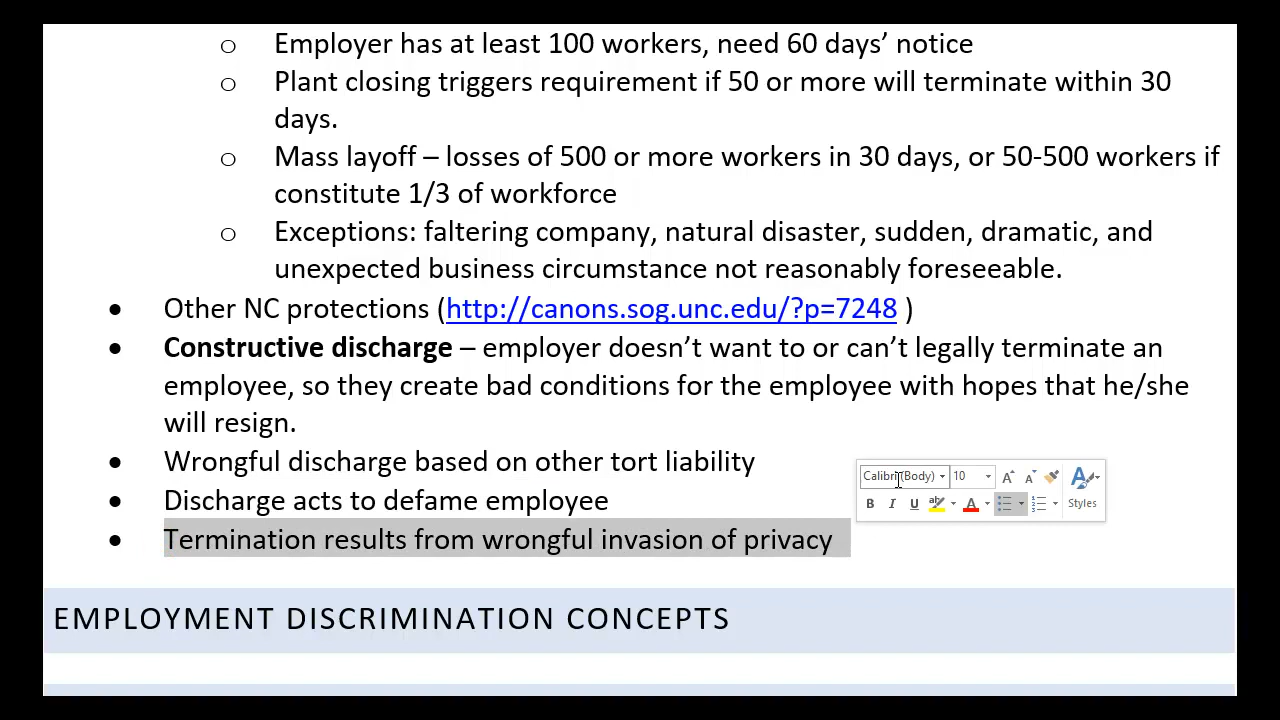 o Employer has at least 100 workers, need 60 days’ notice
o Plant closing triggers requirement if 50 or more will terminate within 30
days.
o Mass layoff – losses of 500 or more workers in 30 days, or 50-500 workers if
constitute 1/3 of workforce
o Exceptions: faltering company, natural disaster, sudden, dramatic, and
unexpected business circumstance not reasonably foreseeable.
• Other NC protections (http://canons.sog.unc.edu/?p=7248 )
• Constructive discharge – employer doesn’t want to or can’t legally terminate an
employee, so they create bad conditions for the employee with hopes that he/she
will resign.
• Wrongful discharge based on other tort liability
• Discharge acts to defame employee
• Termination results from wrongful invasion of privacy
Calibri (Body) 10 A A A
B I U ab A Styles
EMPLOYMENT DISCRIMINATION CONCEPTS